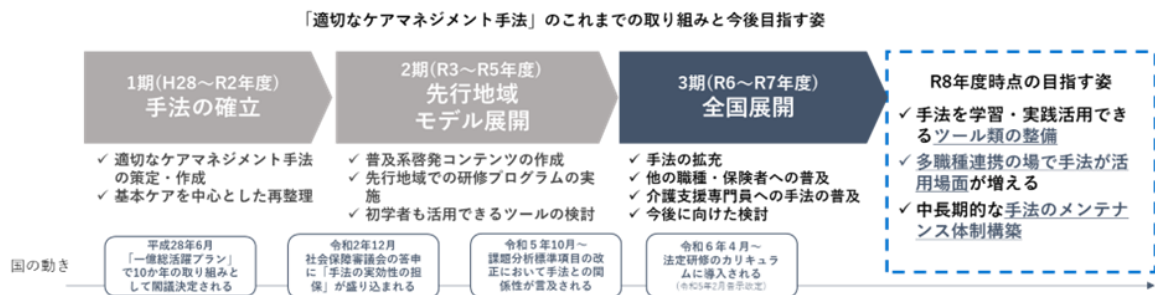 「適切なケアマネジメント手法」のこれまでの取り組みと今後目指す姿
1期(H28～R2年度)
手法の確立
✓ 適切なケアマネジメント手法
の策定・作成
✓ 基本ケアを中心とした再整理
2期(R3～R5年度)
先行地域
モデル展開
✓ 普及系啓発コンテンツの作成
✓ 先行地域での研修プログラムの実
施
✓ 初学者も活用できるツールの検討
3期(R6～R7年度)
全国展開
✓ 手法の拡充
✓ 他の職種・保険者への普及
✓ 介護支援専門員への手法の普及
✓ 今後に向けた検討
R8年度時点の目指す姿
✓ 手法を学習・実践活用でき
るツール類の整備
✓ 多職種連携の場で手法が活
用場面が増える
✓ 中長期的な手法のメンテナ
ンス体制構築
国の動き
平成28年6月
「一億総活躍プラン」
で10か年の取り組みと
して閣議決定される
令和2年12月
社会保障審議会の答申
に「手法の実効性の担
保」が盛り込まれる
令和5年10月～
課題分析標準項目の改
正において手法との関
係性が言及される
令和6年4月～
法定研修のカリキュラ
ムに導入される
(令和5年2月告示改定)